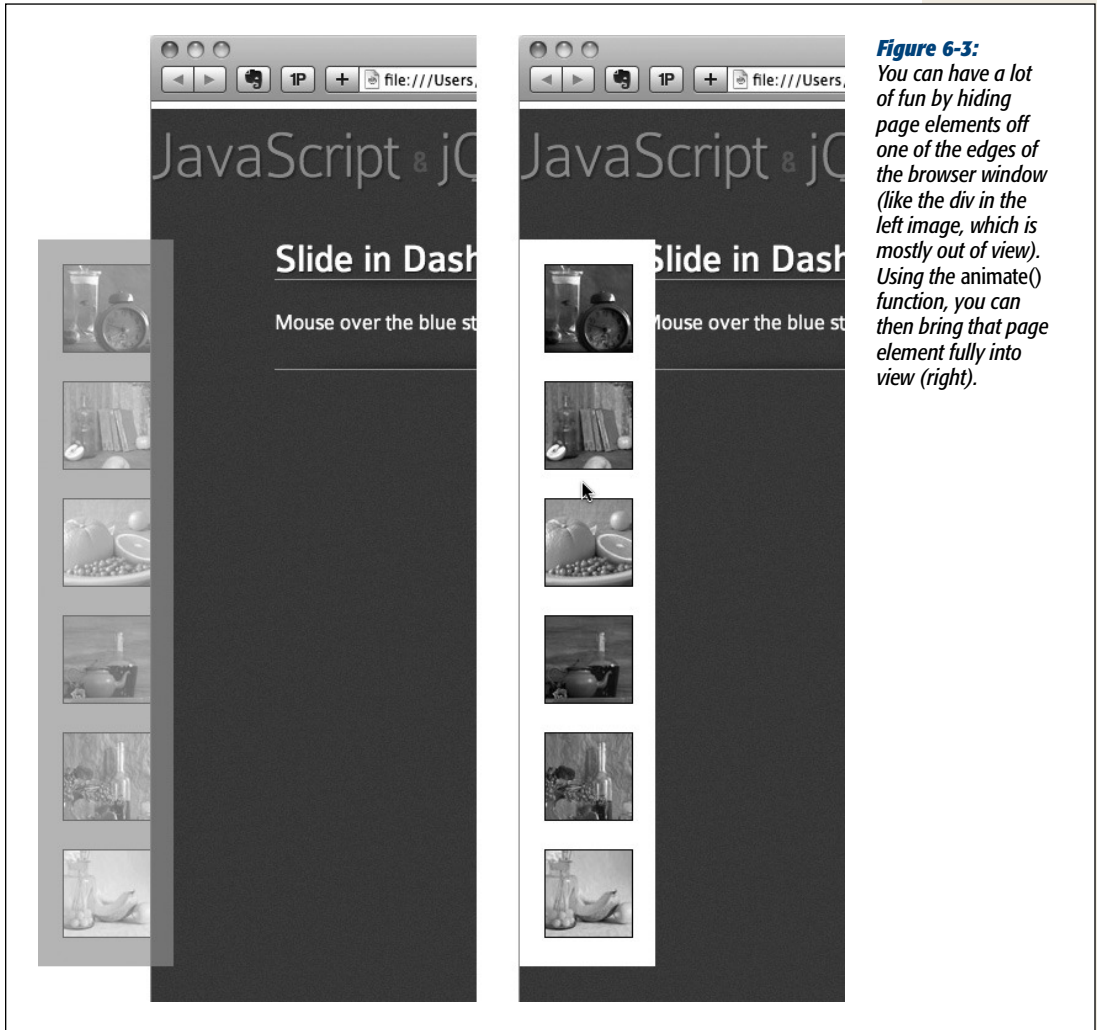 1P
+
file:///Users,
JavaScript & jQ
Slide in Dash
Mouse over the blue st
1P
+
file:///Users,
JavaScript & jQ
Slide in Dash
Mouse over the blue st
Figure 6-3:
You can have a lot
of fun by hiding
page elements off
one of the edges of
the browser window
(like the div in the
left image, which is
mostly out of view).
Using the animate()
function, you can
then bring that page
element fully into
view (right).